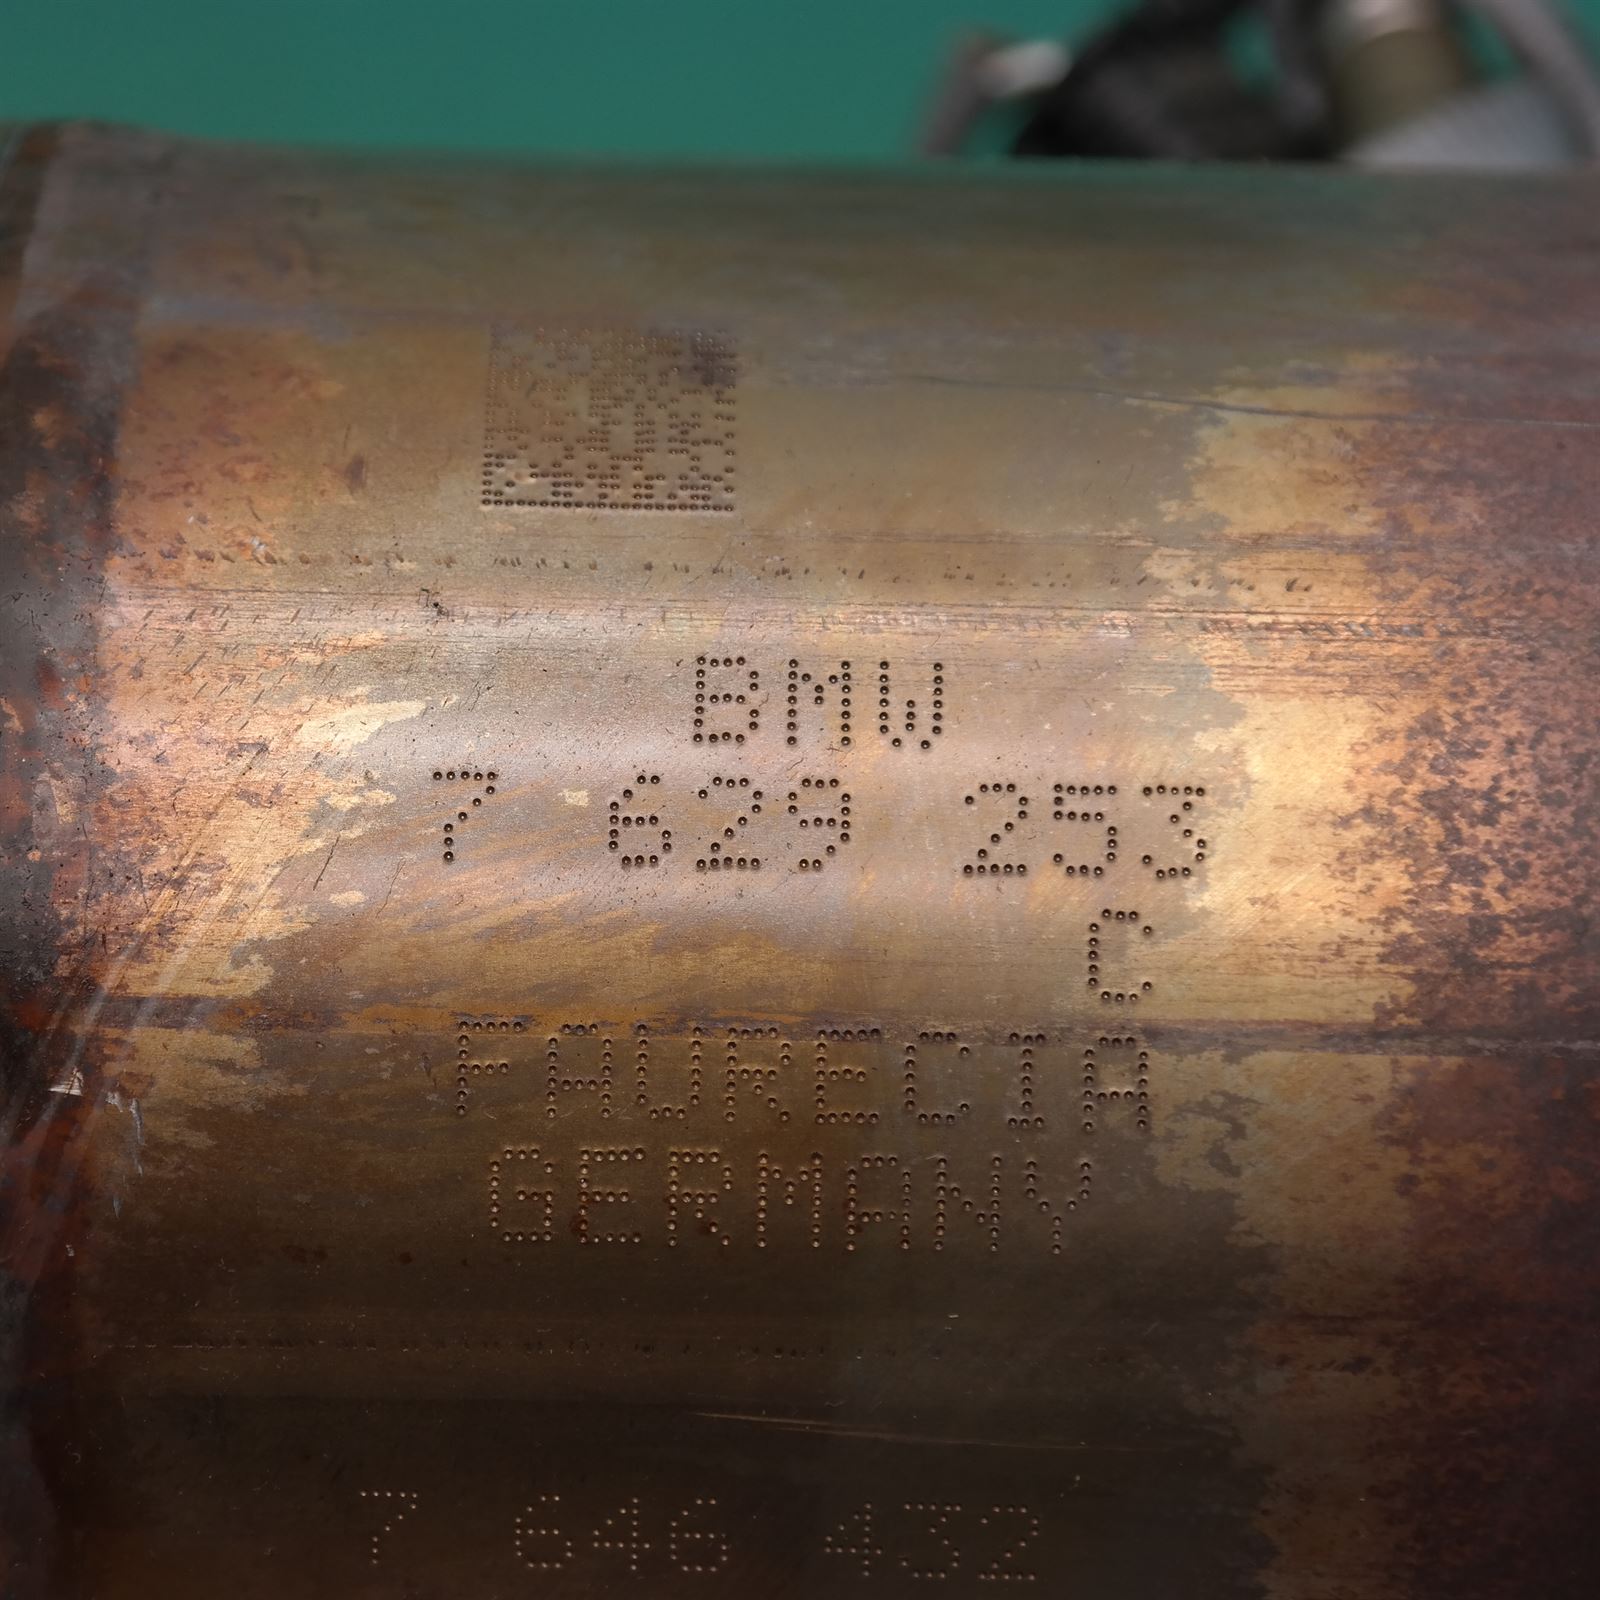 BMW
7 629 253
C
FAURECIA
GERMANY
7 646 432